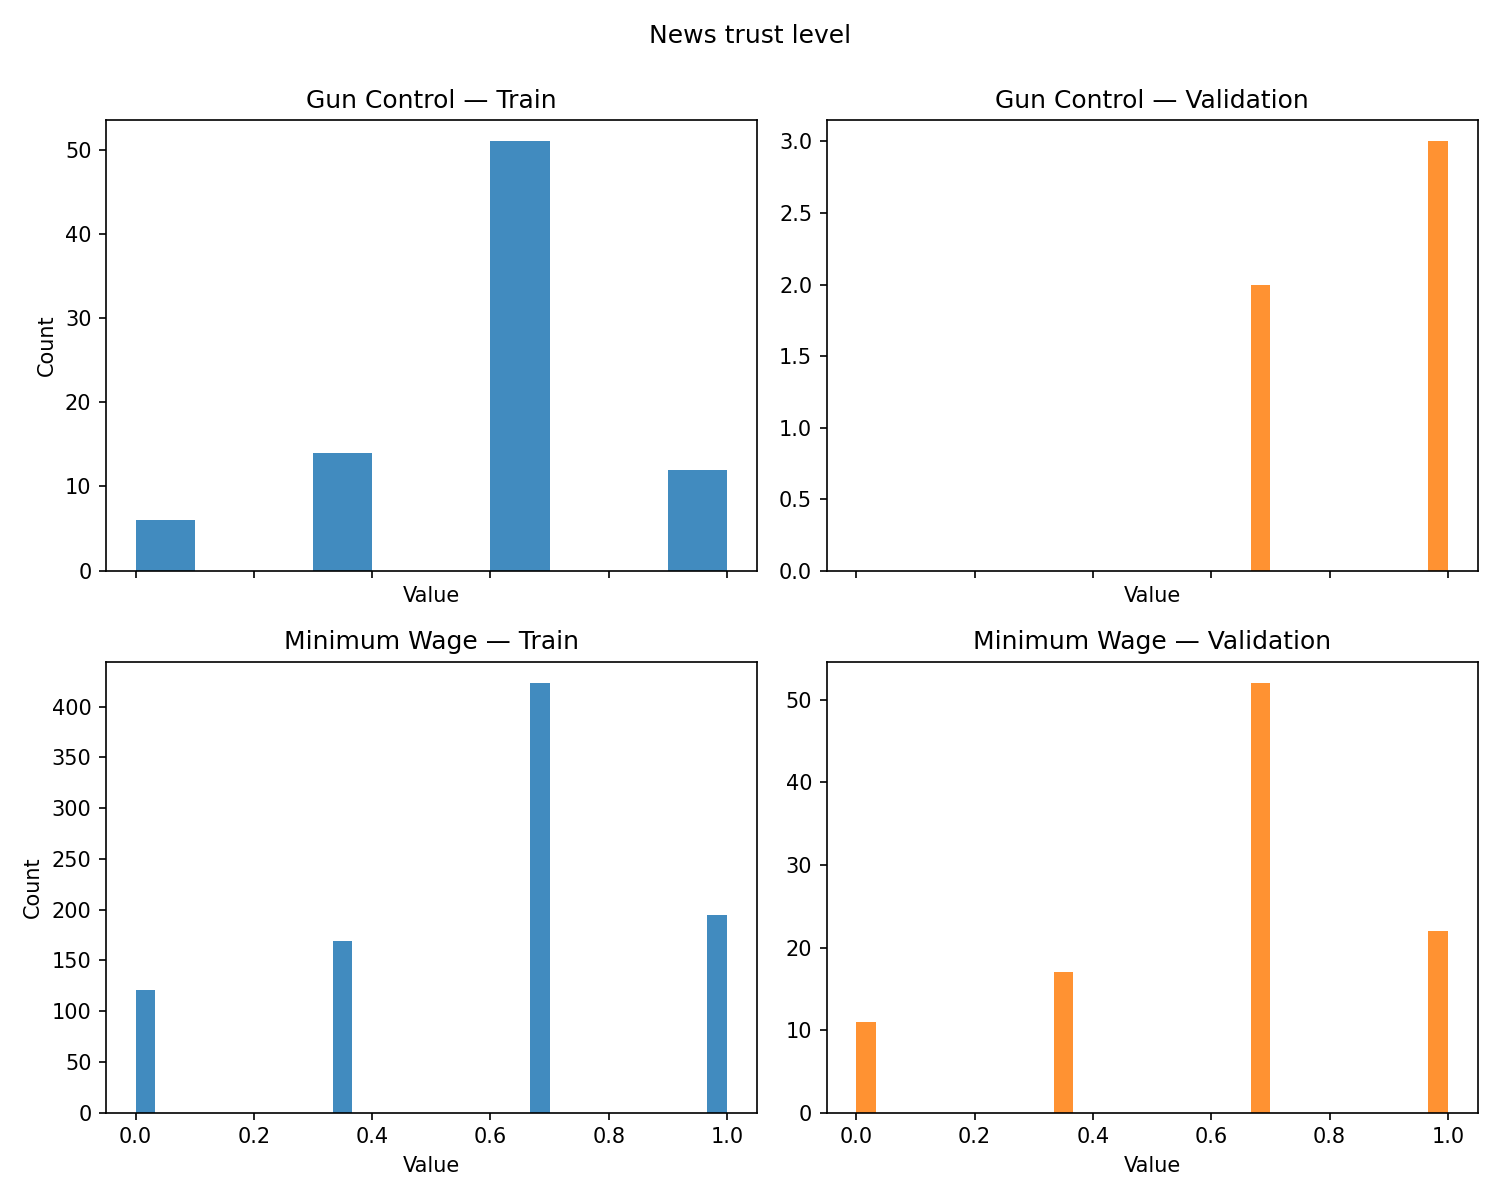 News trust level
Gun Control — Train
Gun Control — Validation
50
40
30
20
10
0
Count
Value
3.0
2.5
2.0
1.5
1.0
0.5
0.0
Value
Minimum Wage — Train
Minimum Wage — Validation
400
350
300
250
200
150
100
50
0
Count
0.0 0.2 0.4 0.6 0.8 1.0
Value
50
40
30
20
10
0
0.0 0.2 0.4 0.6 0.8 1.0
Value